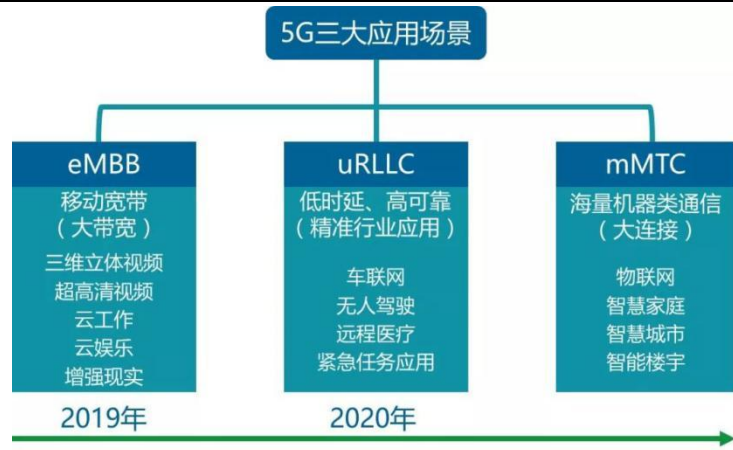 5G三大应用场景
eMBB
移动宽带
（大带宽）
三维立体视频
超高清视频
云工作
云娱乐
增强现实
2019年
uRLLC
低时延、高可靠
（精准行业应用）
车联网
无人驾驶
远程医疗
紧急任务应用
2020年
mMTC
海量机器类通信
（大连接）
物联网
智慧家庭
智慧城市
智能楼宇